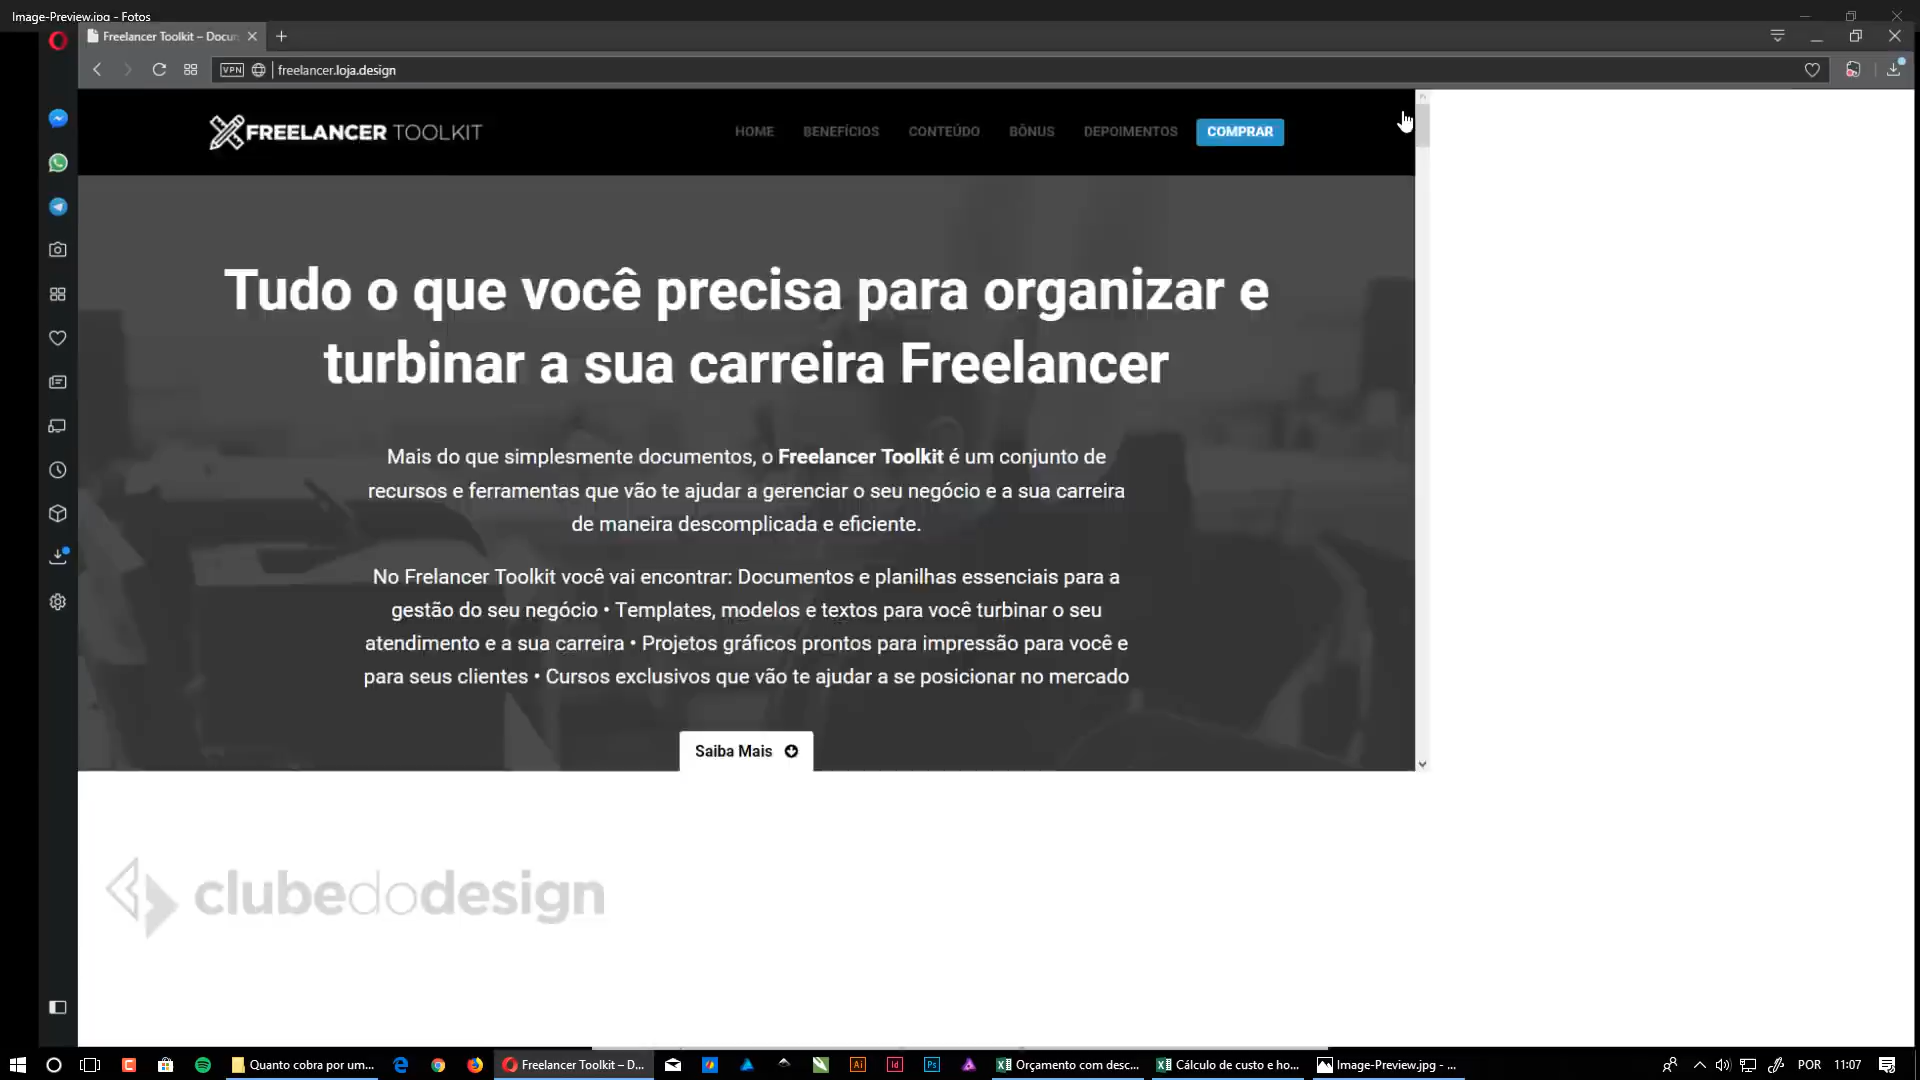 Image-Preview.jpg - Fotos
Freelancer Toolkit – Docun
VPN
freelancer.loja.design
FREELANCER TOOLKIT
HOME BENEFÍCIOS CONTEÚDO BÔNUS DEPOIMENTOS COMPRAR
Tudo o que você precisa para organizar e
turbinar a sua carreira Freelancer
Mais do que simplesmente documentos, o Freelancer Toolkit é um conjunto de
recursos e ferramentas que vão te ajudar a gerenciar o seu negócio e a sua carreira
de maneira descomplicada e eficiente.
No Frelancer Toolkit você vai encontrar: Documentos e planilhas essenciais para a
gestão do seu negócio • Templates, modelos e textos para você turbinar o seu
atendimento e a sua carreira • Projetos gráficos prontos para impressão para você e
para seus clientes • Cursos exclusivos que vão te ajudar a se posicionar no mercado
Saiba Mais
clubedodesign
Quanto cobra por um... Freelancer Toolkit – D... Ai Id Ps Orçamento com desc... Cálculo de custo e ho... Image-Preview.jpg - ... POR 11:07